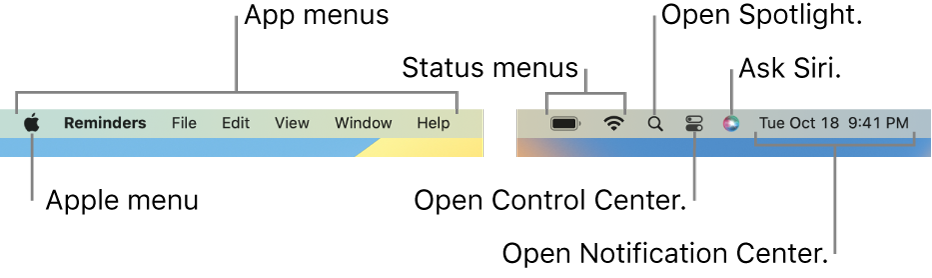 App menus
Open Spotlight.
Status menus
Ask Siri.
Reminders File Edit View Window Help
Tue Oct 18 9:41 PM
Apple menu
Open Control Center.
Open Notification Center.